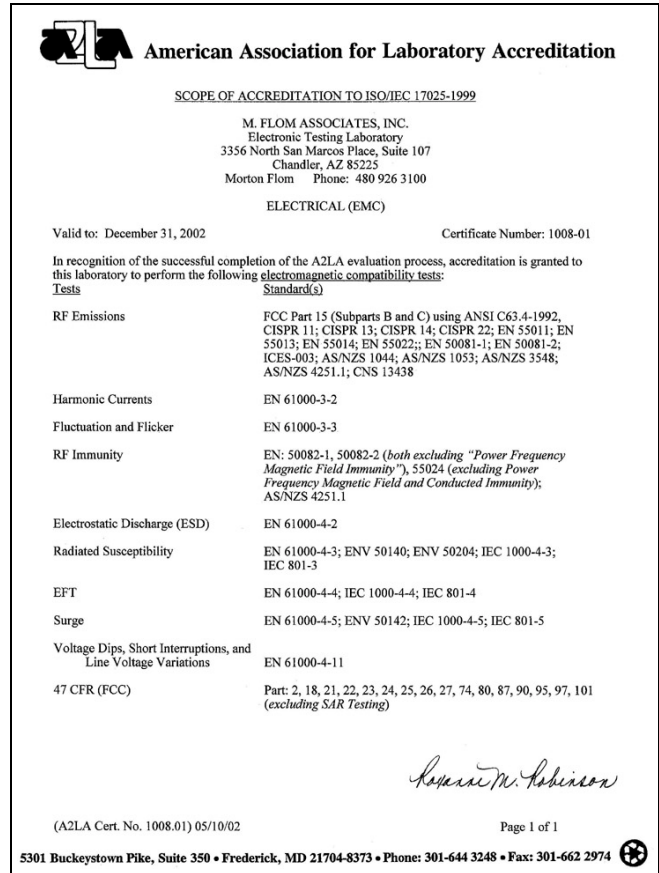 A2LA American Association for Laboratory Accreditation
SCOPE OF ACCREDITATION TO ISO/IEC 17025-1999
M. FLOM ASSOCIATES, INC.
Electronic Testing Laboratory
3356 North San Marcos Place, Suite 107
Chandler, AZ 85225
Morton Flom Phone: 480 926 3100
ELECTRICAL (EMC)
Valid to: December 31, 2002 Certificate Number: 1008-01
In recognition of the successful completion of the A2LA evaluation process, accreditation is granted to
this laboratory to perform the following electromagnetic compatibility tests:
Tests Standard(s)
RF Emissions FCC Part 15 (Subparts B and C) using ANSI C63.4-1992,
CISPR 11; CISPR 13; CISPR 14; CISPR 22; EN 55011; EN
55013; EN 55014; EN 55022;; EN 50081-1; EN 50081-2;
ICES-003; AS/NZS 1044; AS/NZS 1053; AS/NZS 3548;
AS/NZS 4251.1; CNS 13438
Harmonic Currents EN 61000-3-2
Fluctuation and Flicker EN 61000-3-3
RF Immunity EN: 50082-1, 50082-2 (both excluding “Power Frequency
Magnetic Field Immunity”), 55024 (excluding Power
Frequency Magnetic Field and Conducted Immunity);
AS/NZS 4251.1
Electrostatic Discharge (ESD) EN 61000-4-2
Radiated Susceptibility EN 61000-4-3; ENV 50140; ENV 50204; IEC 1000-4-3;
IEC 801-3
EFT EN 61000-4-4; IEC 1000-4-4; IEC 801-4
Surge EN 61000-4-5; ENV 50142; IEC 1000-4-5; IEC 801-5
Voltage Dips, Short Interruptions, and
Line Voltage Variations EN 61000-4-11
47 CFR (FCC) Part: 2, 18, 21, 22, 23, 24, 25, 26, 27, 74, 80, 87, 90, 95, 97, 101
(excluding SAR Testing)
Roxanne M. Robinson
(A2LA Cert. No. 1008.01) 05/10/02 Page 1 of 1
5301 Buckeystown Pike, Suite 350 • Frederick, MD 21704-8373 • Phone: 301-644 3248 • Fax: 301-662 2974